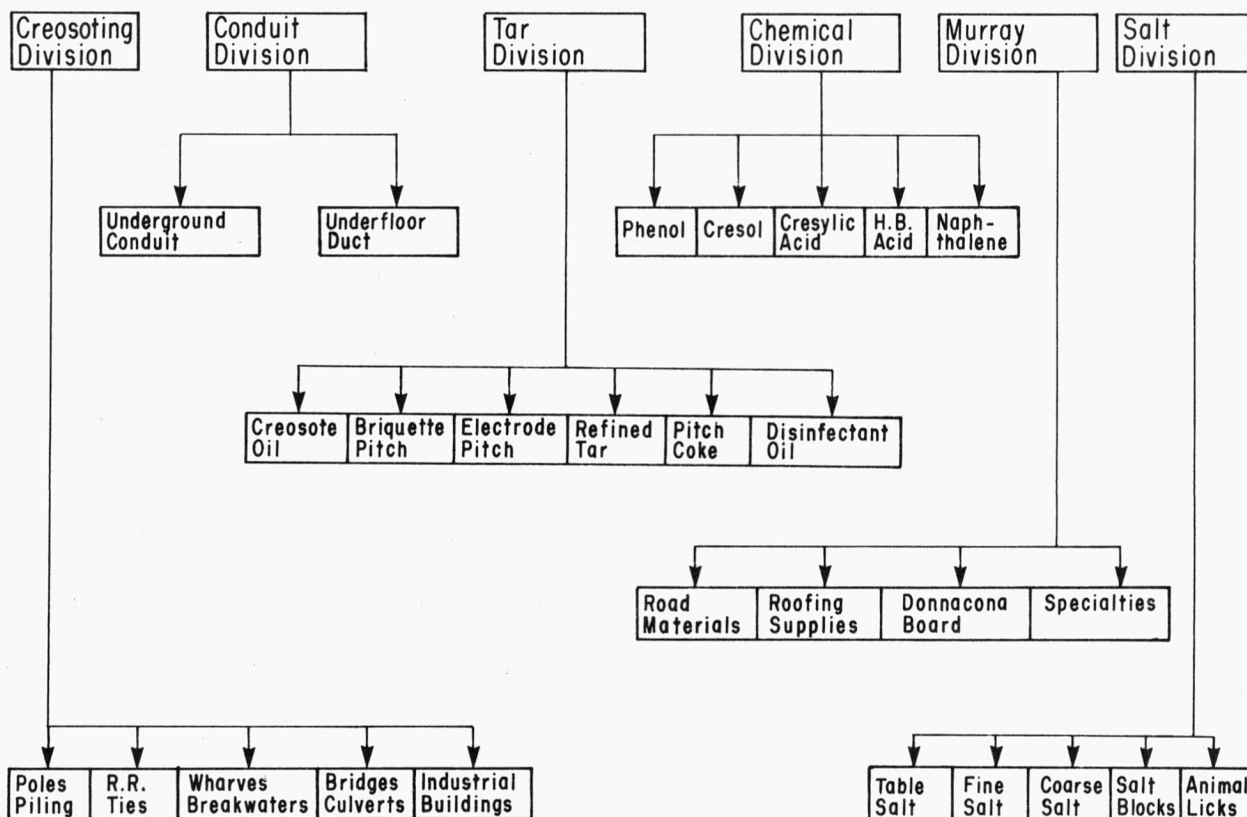 Creosoting
Division
Conduit
Division
Tar
Division
Chemical
Division
Murray
Division
Salt
Division
Underground
Conduit
Underfloor
Duct
Phenol
Cresol
Cresylic
Acid
H.B.
Acid
Naph-
thalene
Creosote
Oil
Briquette
Pitch
Electrode
Pitch
Refined
Tar
Pitch
Coke
Disinfectant
Oil
Road
Materials
Roofing
Supplies
Donnacona
Board
Specialties
Poles
Piling
R.R.
Ties
Wharves
Breakwaters
Bridges
Culverts
Industrial
Buildings
Table
Salt
Fine
Salt
Coarse
Salt
Salt
Blocks
Animal
Licks